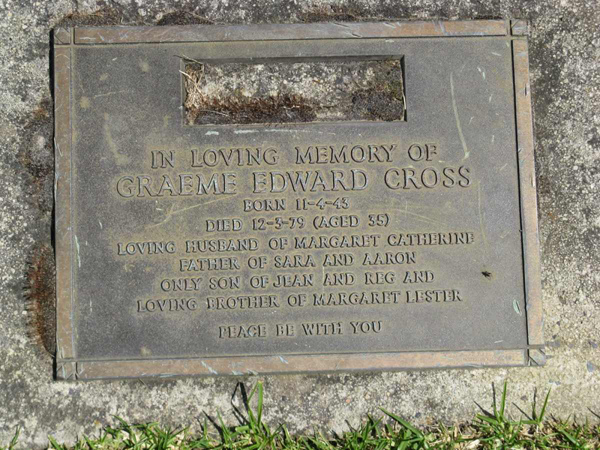 IN LOVING MEMORY OF
GRAEME EDWARD CROSS
BORN 11-4-43
DIED 12-3-79 (AGED 35)
LOVING HUSBAND OF MARGARET CATHERINE
FATHER OF SARA AND AARON
ONLY SON OF JEAN AND REG AND
LOVING BROTHER OF MARGARET LESTER
PEACE BE WITH YOU